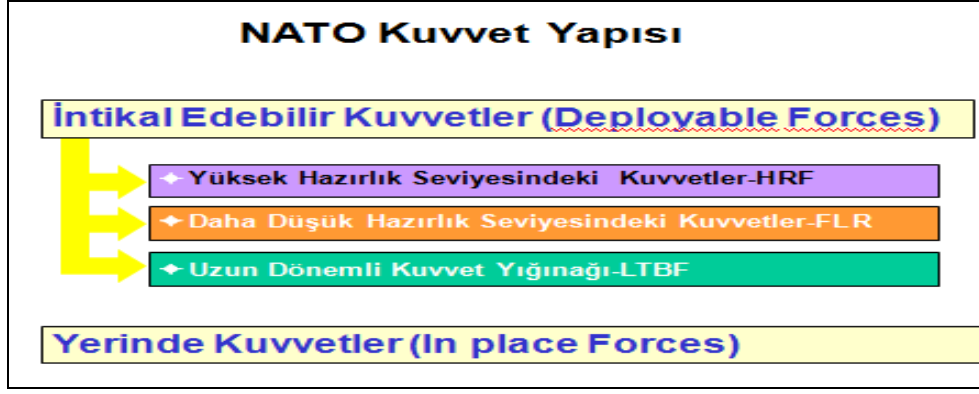 NATO Kuvvet Yapısı
İntikal Edebilir Kuvvetler (Deployable Forces)
Yüksek Hazırlık Seviyesindeki Kuvvetler-HRF
Daha Düşük Hazırlık Seviyesindeki Kuvvetler-FLR
Uzun Dönemli Kuvvet Yığınağı-LTBF
Yerinde Kuvvetler (In place Forces)